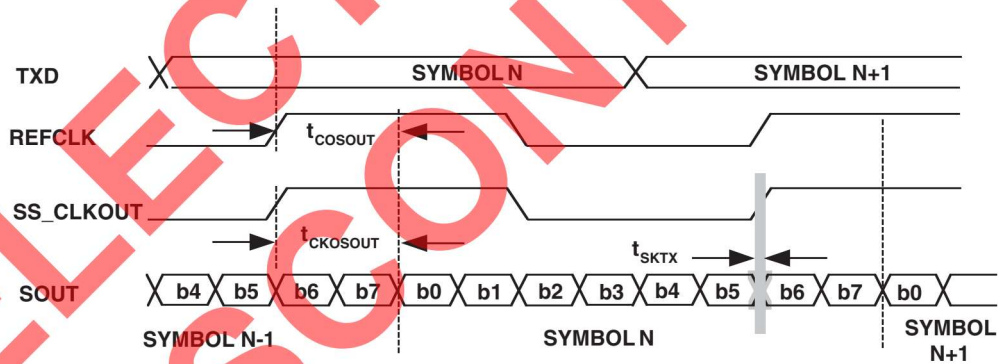 TXD
SYMBOL N
SYMBOL N+1
REFCLK
tCOSOUT
SS_CLKOUT
tCKOSOUT
tSKTX
SOUT
b4 b5 b6 b7 b0 b1 b2 b3 b4 b5 b6 b7 b0
SYMBOL N-1
SYMBOL N
SYMBOL
N+1